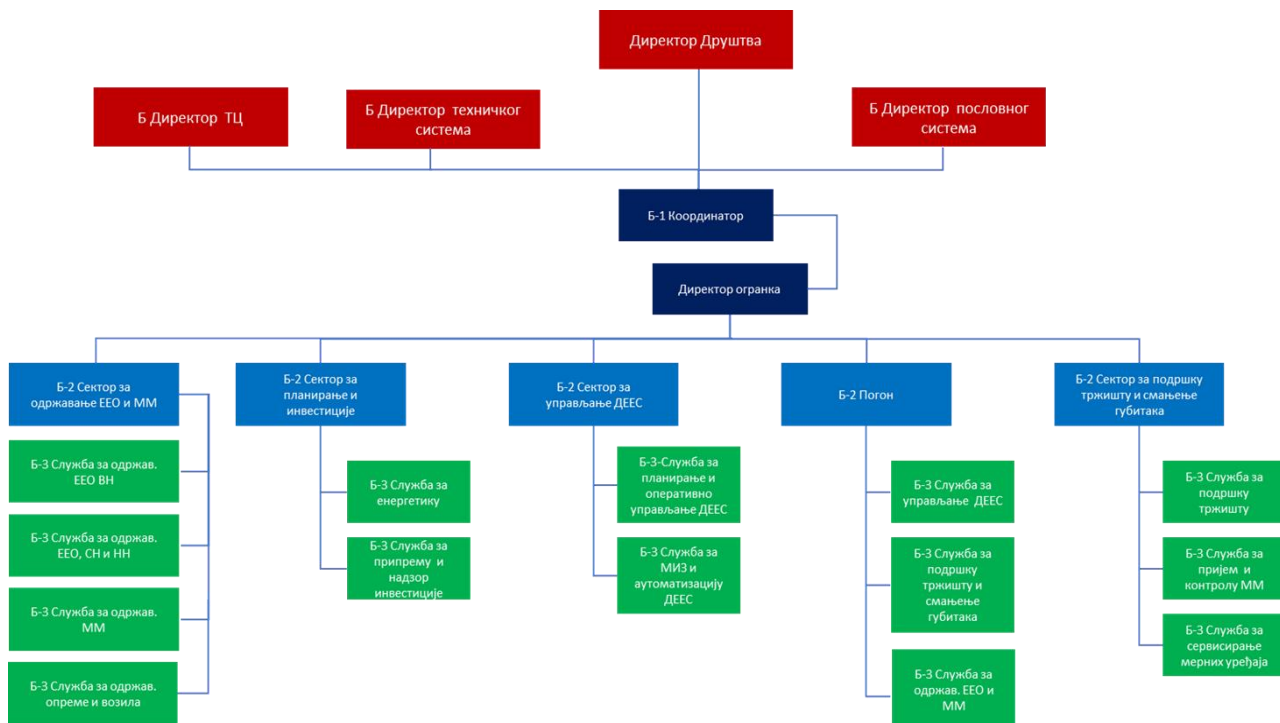 Директор Друштва
Б Директор ТЦ
Б Директор техничког
система
Б Директор пословног
система
Б-1 Координатор
Директор огранка
Б-2 Сектор за
одржавање ЕЕО и ММ
Б-3 Служба за одржав.
ЕЕО ВН
Б-3 Служба за одржав.
ЕЕО, СН и НН
Б-3 Служба за одржав.
ММ
Б-3 Служба за одржав.
опреме и возила
Б-2 Сектор за
планирање и
инвестиције
Б-3 Служба за
енергетику
Б-3 Служба за
припрему и
надзор
инвестиције
Б-2 Сектор за
управљање ДЕЕС
Б-3-Служба за
планирање и
оперативно
управљање ДЕЕС
Б-3 Служба за
МИЗ и
аутоматизацију
ДЕЕС
Б-2 Погон
Б-3 Служба за
управљање ДЕЕС
Б-3 Служба за
подршку
тржишту и
смањење
губитака
Б-3 Служба за
одржав. ЕЕО и
ММ
Б-2 Сектор за подршку
тржишту и смањење
губитака
Б-3 Служба за
подршку
тржишту
Б-3 Служба за
пријем и
контролу ММ
Б-3 Служба за
сервисирање
мерних уређаја